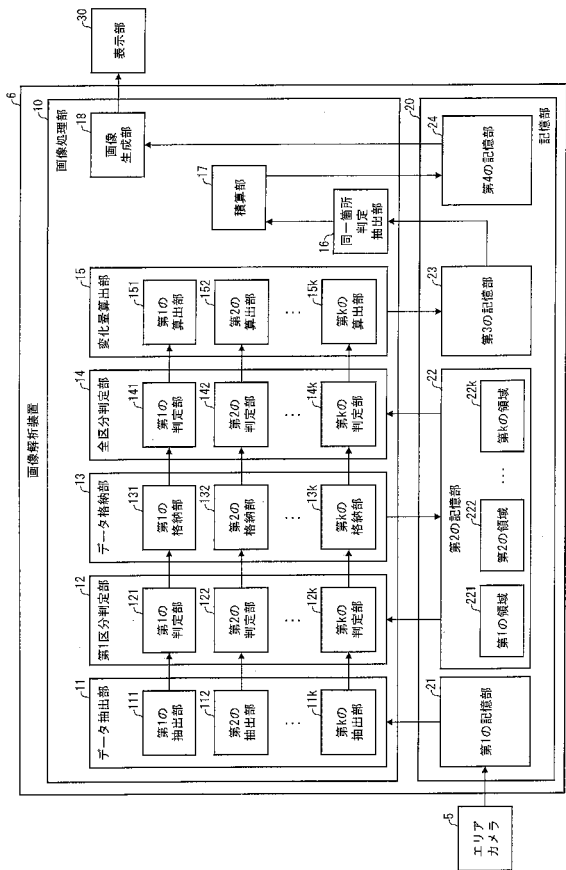 画像解析装置
6
画像処理部
10
データ抽出部
11
第1の
抽出部
111
第2の
抽出部
112
⋮
第kの
抽出部
11k
第1区分判定部
12
第1の
判定部
121
第2の
判定部
122
⋮
第kの
判定部
12k
データ格納部
13
第1の
格納部
131
第2の
格納部
132
⋮
第kの
格納部
13k
全区分判定部
14
第1の
判定部
141
第2の
判定部
142
⋮
第kの
判定部
14k
変化量算出部
15
第1の
算出部
151
第2の
算出部
152
⋮
第kの
算出部
15k
同一箇所
判定
抽出部
16
積算部
17
画像
生成部
18
表示部
30
記憶部
20
第1の記憶部
21
第2の記憶部
22
第1の領域
221
第2の領域
222
…
第kの領域
22k
第3の記憶部
23
第4の記憶部
24
エリア
カメラ
5